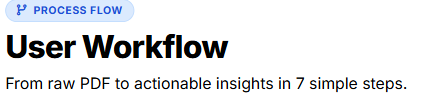 PROCESS FLOW
User Workflow
From raw PDF to actionable insights in 7 simple steps.